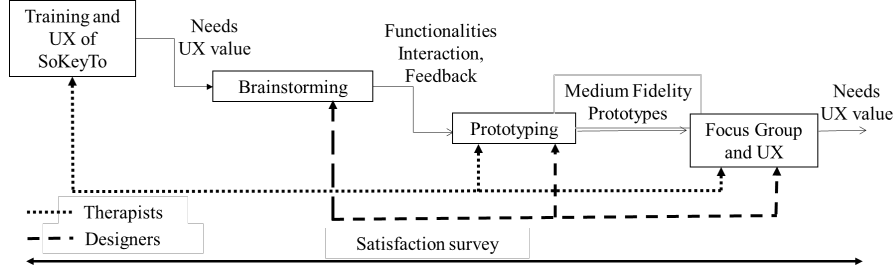 Training and
UX of
SoKeyTo
Needs
UX value
Brainstorming
Functionalities
Interaction,
Feedback
Prototyping
Medium Fidelity
Prototypes
Focus Group
and UX
Needs
UX value
Therapists
Designers
Satisfaction survey